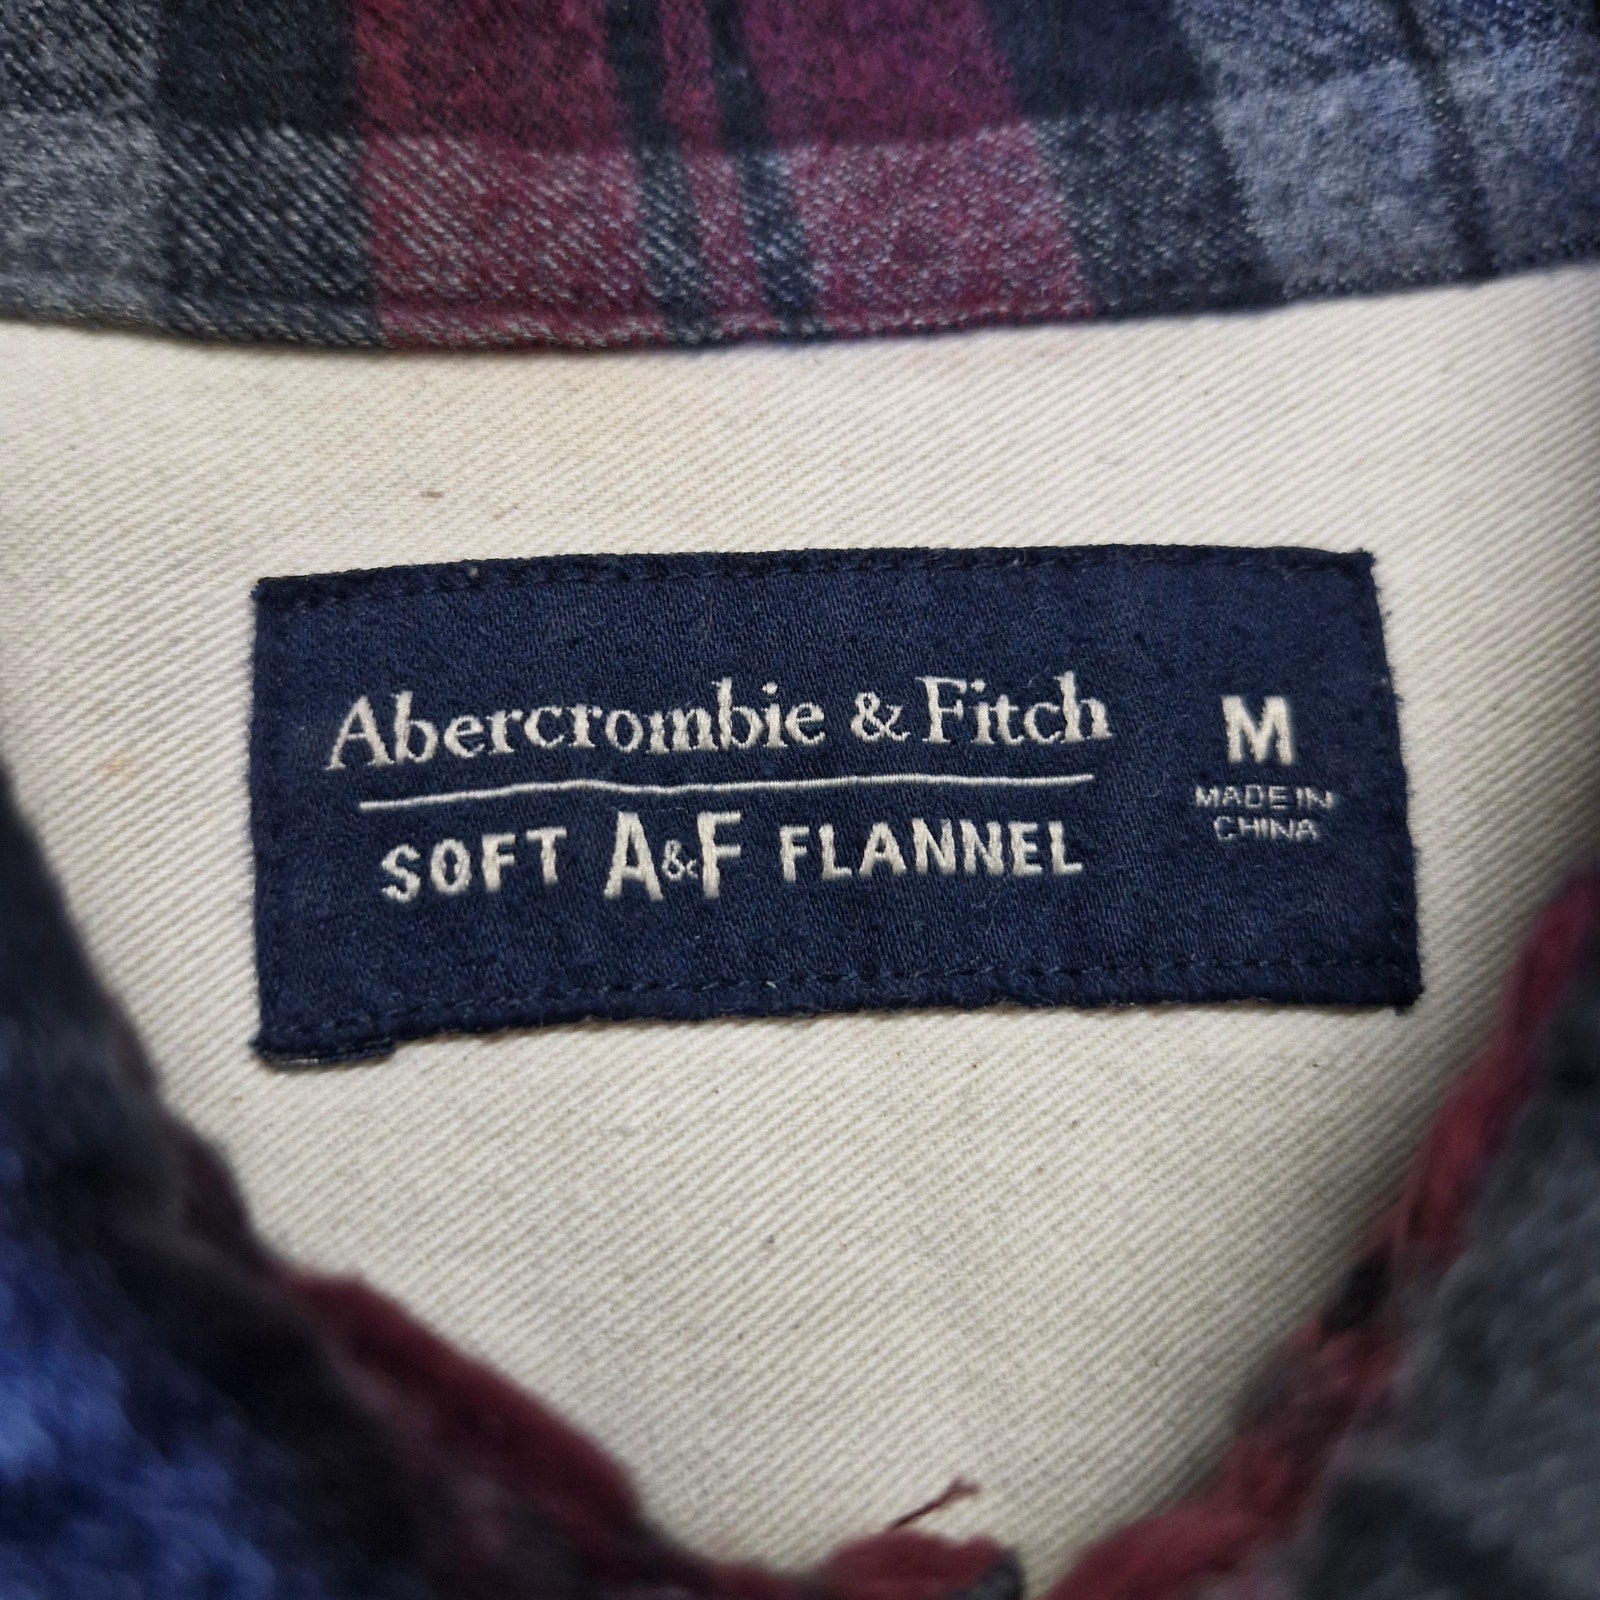 Abercrombie & Fitch
SOFT A&F FLANNEL
M
MADE IN
CHINA